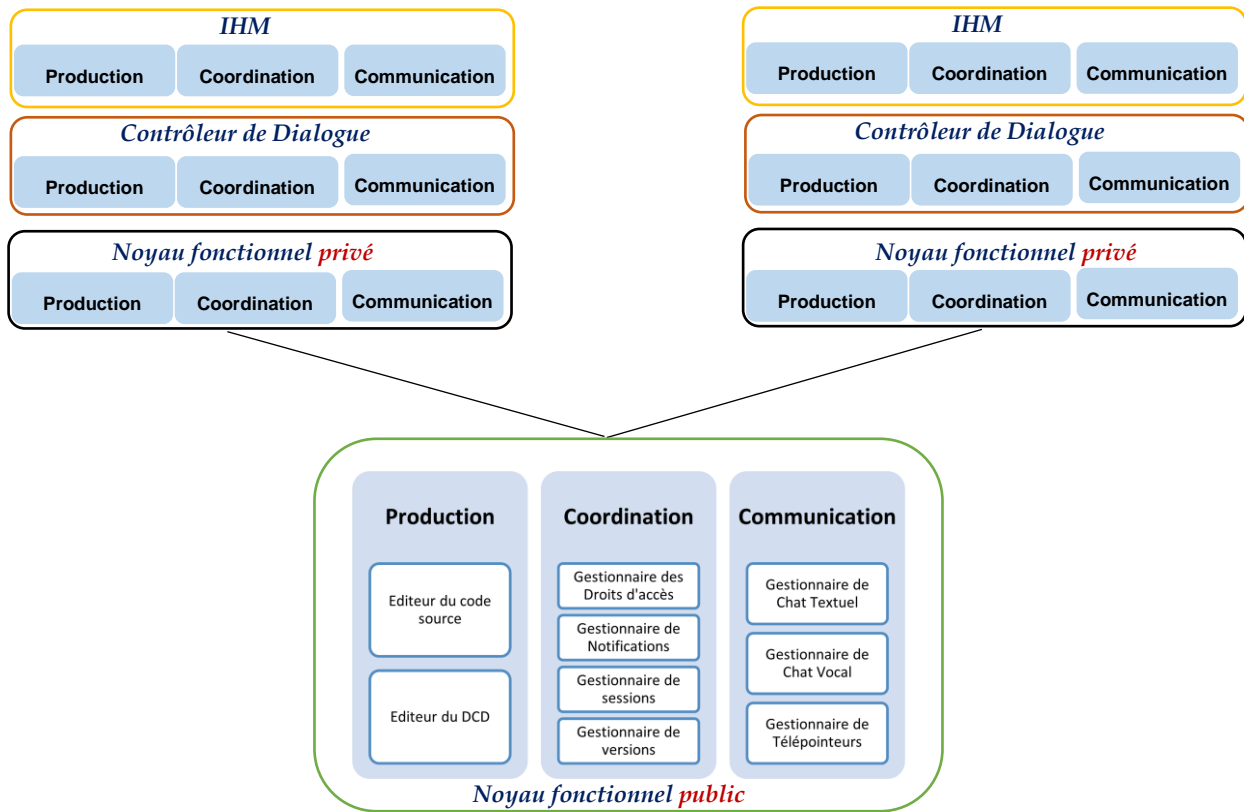 IHM
Production Coordination Communication
Contrôleur de Dialogue
Production Coordination Communication
Noyau fonctionnel privé
Production Coordination Communication
IHM
Production Coordination Communication
Contrôleur de Dialogue
Production Coordination Communication
Noyau fonctionnel privé
Production Coordination Communication
Production
Editeur du code
source
Editeur du DCD
Coordination
Gestionnaire des
Droits d'accès
Gestionnaire de
Notifications
Gestionnaire de
sessions
Gestionnaire de
versions
Communication
Gestionnaire de
Chat Textuel
Gestionnaire de
Chat Vocal
Gestionnaire de
Télépointeurs
Noyau fonctionnel public